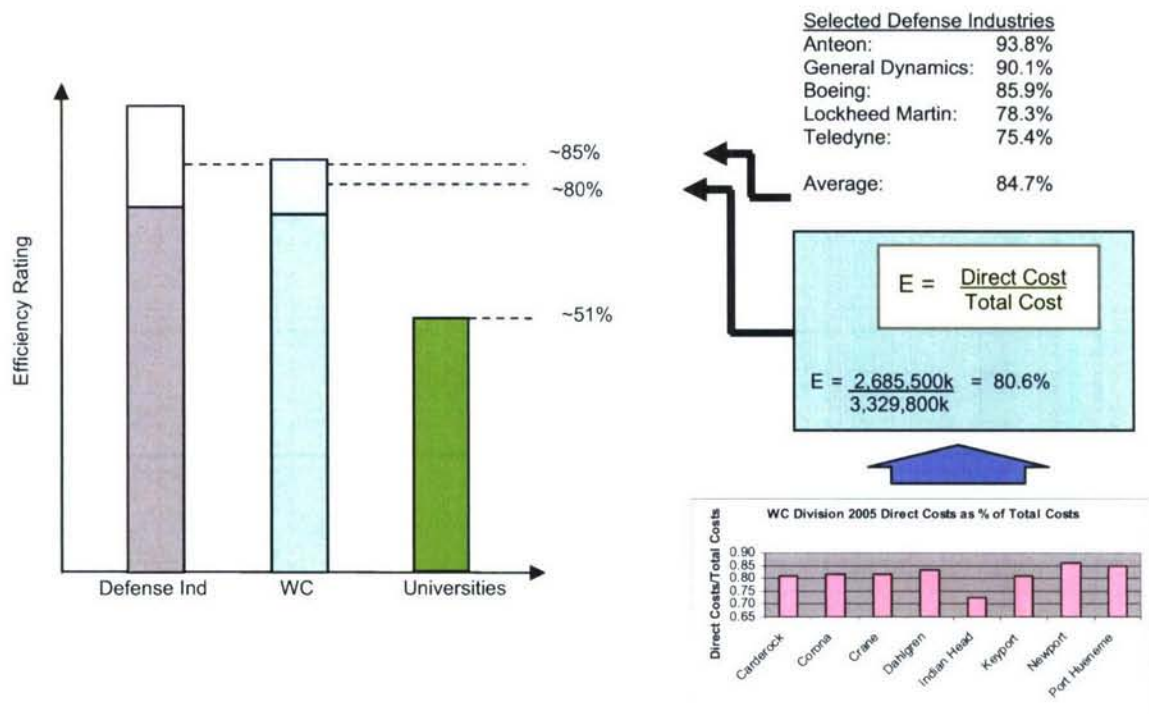 Selected Defense Industries
Anteon: 93.8%
General Dynamics: 90.1%
Boeing: 85.9%
Lockheed Martin: 78.3%
Teledyne: 75.4%
Average: 84.7%
Efficiency Rating
~85%
~80%
~51%
Defense Ind
WC
Universities
E = Direct Cost
Total Cost
E = 2,685,500k = 80.6%
3,329,800k
WC Division 2005 Direct Costs as % of Total Costs
Direct Costs/Total Costs
0.90
0.85
0.80
0.75
0.70
0.65
Carderock
Corona
Crane
Dahlgren
Indian Head
Keyport
Newport
Port Hueneme